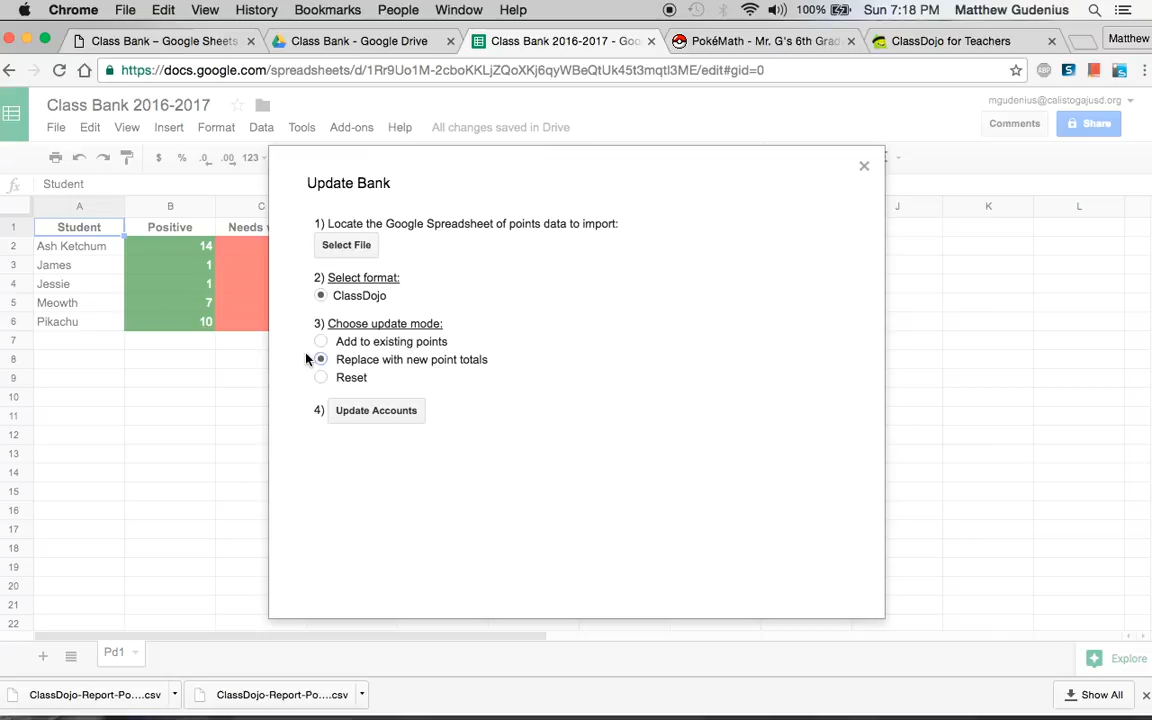 Chrome File Edit View History Bookmarks People Window Help 100% Sun 7:18 PM Matthew Gudenius
Class Bank – Google Sheets × Class Bank - Google Drive × Class Bank 2016-2017 - Goo × PokéMath - Mr. G's 6th Grad × ClassDojo for Teachers × Matthew
https://docs.google.com/spreadsheets/d/1Rr9Uo1M-2cboKKLjZQoXKj6qyWBeQtUk45t3mqtl3ME/edit#gid=0
Class Bank 2016-2017 mgudenius@calistogajusd.org
File Edit View Insert Format Data Tools Add-ons Help All changes saved in Drive Comments Share
$ % .0 .00 123
fx Student
A B C J K L
1 Student Positive Needs
2 Ash Ketchum 14
3 James 1
4 Jessie 1
5 Meowth 7
6 Pikachu 10
7
8
9
10
11
12
13
14
15
16
17
18
19
20
21
22
Update Bank ×
1) Locate the Google Spreadsheet of points data to import:
Select File
2) Select format:
ClassDojo
3) Choose update mode:
Add to existing points
Replace with new point totals
Reset
4) Update Accounts
Pd1 Explore
ClassDojo-Report-Po....csv ClassDojo-Report-Po....csv Show All ×